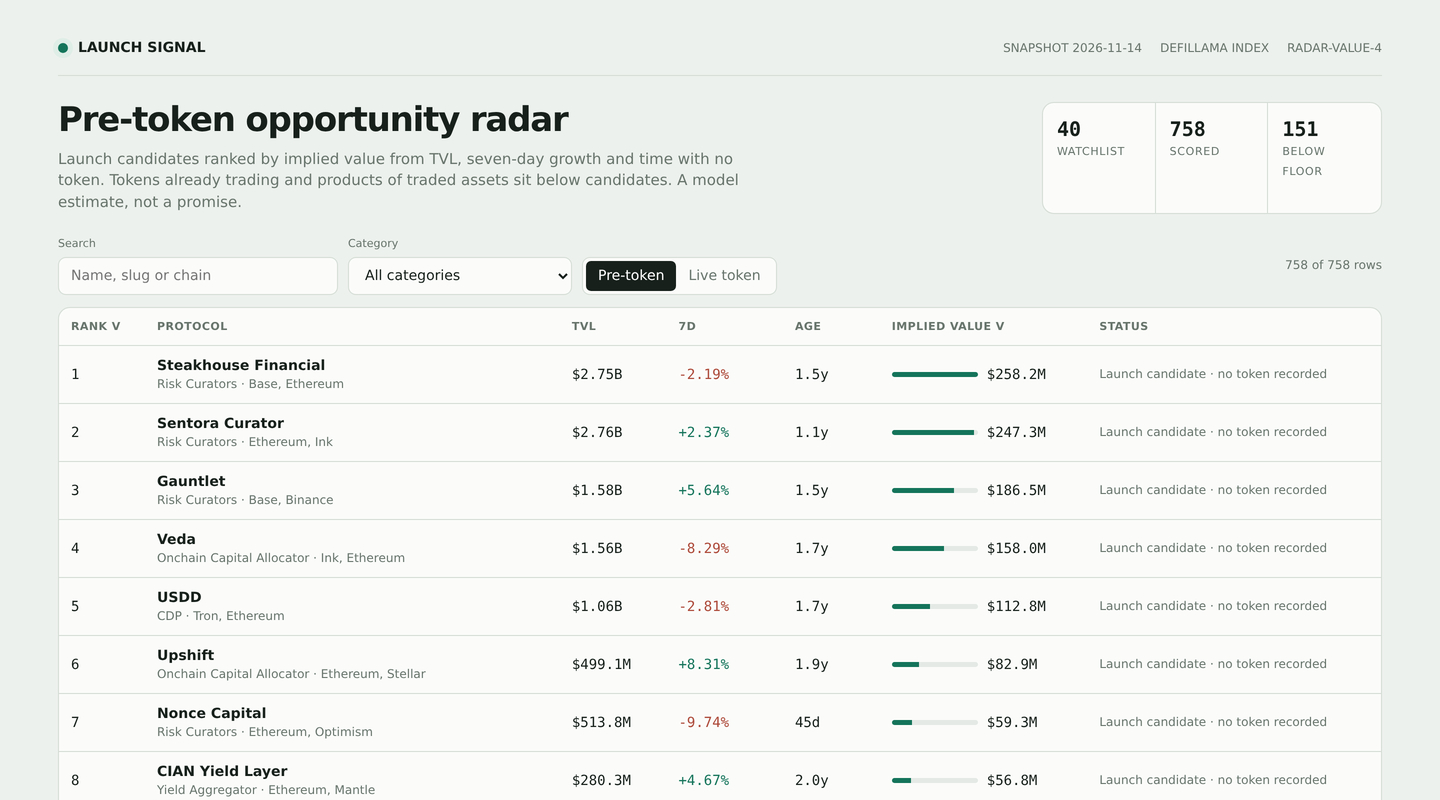 LAUNCH SIGNAL
SNAPSHOT 2026-11-14 DEFILLAMA INDEX RADAR-VALUE-4
Pre-token opportunity radar
Launch candidates ranked by implied value from TVL, seven-day growth and time with no
token. Tokens already trading and products of traded assets sit below candidates. A model
estimate, not a promise.
40 758 151
WATCHLIST SCORED BELOW
FLOOR
Search Category
Name, slug or chain All categories Pre-token Live token
758 of 758 rows
RANK V PROTOCOL TVL 7D AGE IMPLIED VALUE V STATUS
1 Steakhouse Financial $2.75B -2.19% 1.5y $258.2M Launch candidate · no token recorded
Risk Curators · Base, Ethereum
2 Sentora Curator $2.76B +2.37% 1.1y $247.3M Launch candidate · no token recorded
Risk Curators · Ethereum, Ink
3 Gauntlet $1.58B +5.64% 1.5y $186.5M Launch candidate · no token recorded
Risk Curators · Base, Binance
4 Veda $1.56B -8.29% 1.7y $158.0M Launch candidate · no token recorded
Onchain Capital Allocator · Ink, Ethereum
5 USDD $1.06B -2.81% 1.7y $112.8M Launch candidate · no token recorded
CDP · Tron, Ethereum
6 Upshift $499.1M +8.31% 1.9y $82.9M Launch candidate · no token recorded
Onchain Capital Allocator · Ethereum, Stellar
7 Nonce Capital $513.8M -9.74% 45d $59.3M Launch candidate · no token recorded
Risk Curators · Ethereum, Optimism
8 CIAN Yield Layer $280.3M +4.67% 2.0y $56.8M Launch candidate · no token recorded
Yield Aggregator · Ethereum, Mantle